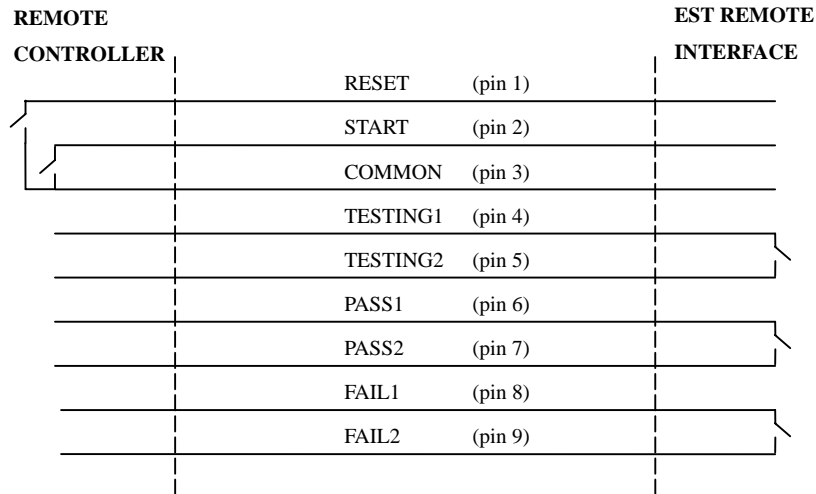 REMOTE
CONTROLLER
EST REMOTE
INTERFACE
RESET (pin 1)
START (pin 2)
COMMON (pin 3)
TESTING1 (pin 4)
TESTING2 (pin 5)
PASS1 (pin 6)
PASS2 (pin 7)
FAIL1 (pin 8)
FAIL2 (pin 9)